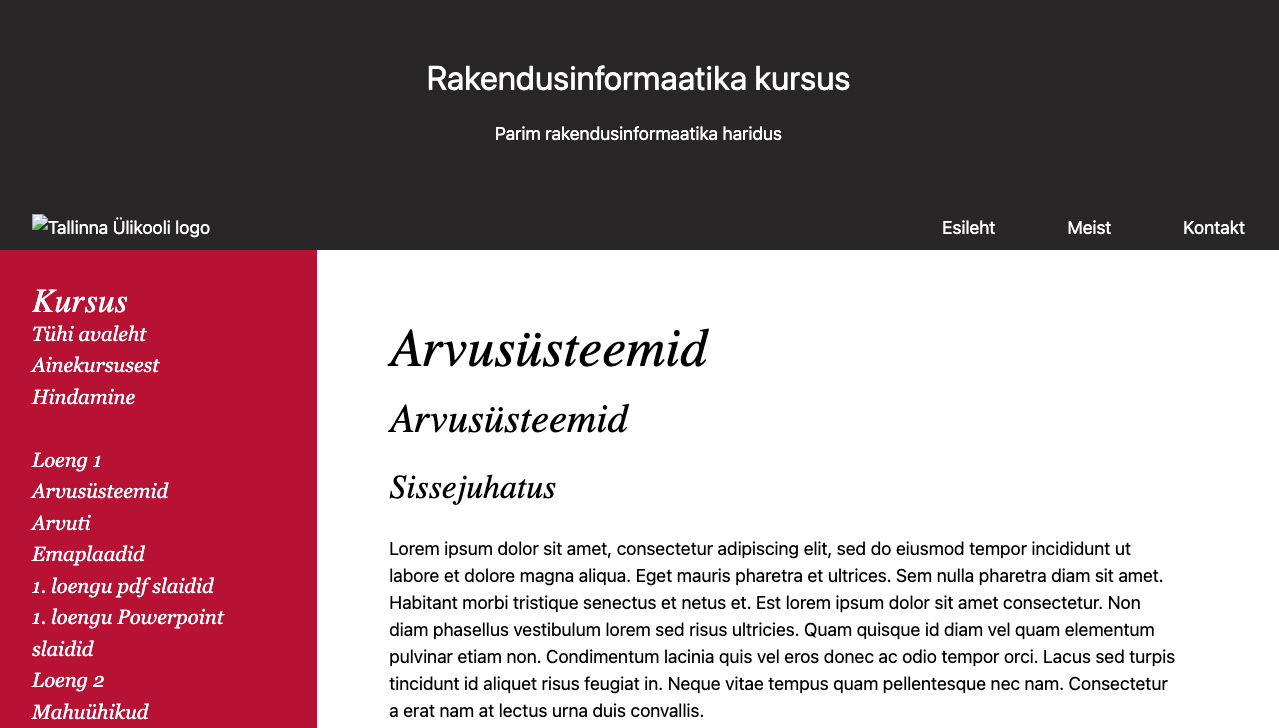 Rakendusinformaatika kursus
Parim rakendusinformaatika haridus
Tallinna Ülikooli logo
Esileht Meist Kontakt
Kursus
Tühi avaleht
Ainekursusest
Hindamine
Loeng 1
Arvusüsteemid
Arvuti
Emaplaadid
1. loengu pdf slaidid
1. loengu Powerpoint
slaidid
Loeng 2
Mahuühikud
Arvusüsteemid
Arvusüsteemid
Sissejuhatus
Lorem ipsum dolor sit amet, consectetur adipiscing elit, sed do eiusmod tempor incididunt ut
labore et dolore magna aliqua. Eget mauris pharetra et ultrices. Sem nulla pharetra diam sit amet.
Habitant morbi tristique senectus et netus et. Est lorem ipsum dolor sit amet consectetur. Non
diam phasellus vestibulum lorem sed risus ultricies. Quam quisque id diam vel quam elementum
pulvinar etiam non. Condimentum lacinia quis vel eros donec ac odio tempor orci. Lacus sed turpis
tincidunt id aliquet risus feugiat in. Neque vitae tempus quam pellentesque nec nam. Consectetur
a erat nam at lectus urna duis convallis.